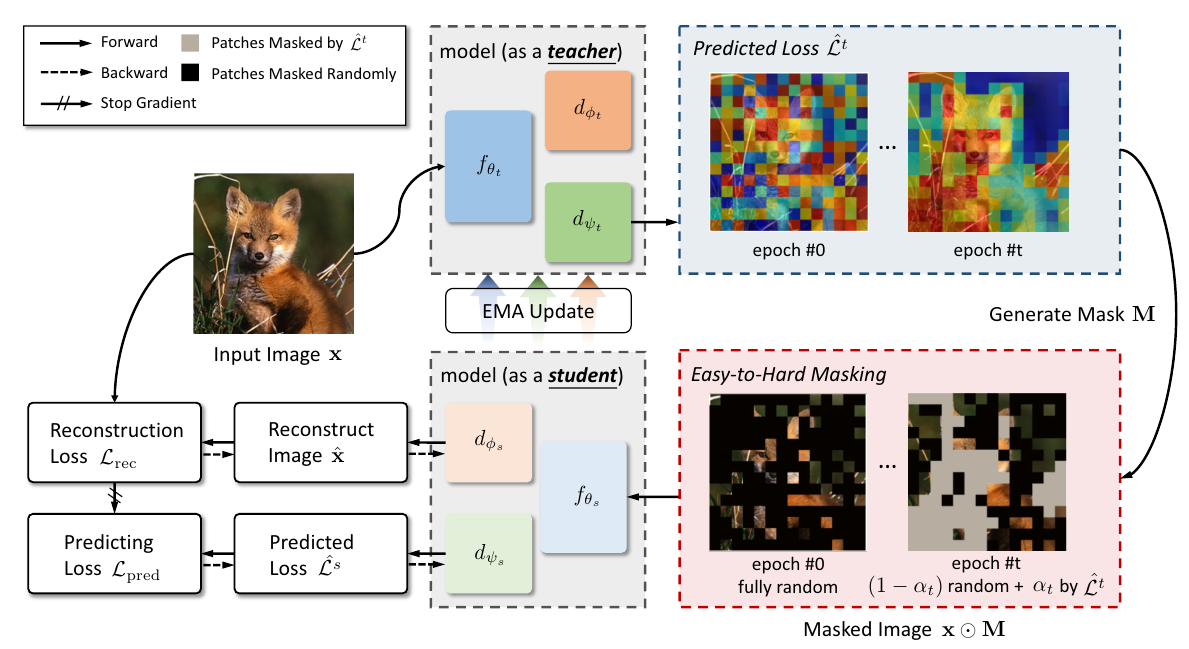 Forward
Patches Masked by $\hat{\mathcal{L}}^t$
Backward
Patches Masked Randomly
Stop Gradient
model (as a teacher)
$f_{\theta_t}$
$d_{\phi_t}$
$d_{\psi_t}$
Predicted Loss $\hat{\mathcal{L}}^t$
...
epoch #0
epoch #t
Input Image $\mathbf{x}$
EMA Update
Generate Mask $\mathbf{M}$
model (as a student)
$d_{\phi_s}$
$f_{\theta_s}$
$d_{\psi_s}$
Reconstruction
Loss $\mathcal{L}_{\text{rec}}$
Reconstruct
Image $\hat{\mathbf{x}}$
Predicting
Loss $\mathcal{L}_{\text{pred}}$
Predicted
Loss $\hat{\mathcal{L}}^s$
Easy-to-Hard Masking
...
epoch #0
fully random
epoch #t
$(1 - \alpha_t)$ random + $\alpha_t$ by $\hat{\mathcal{L}}^t$
Masked Image $\mathbf{x} \odot \mathbf{M}$